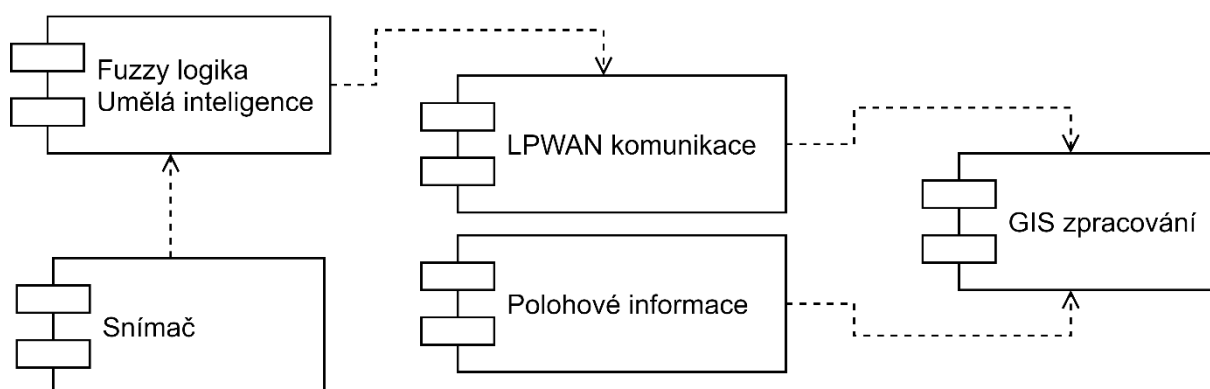 Fuzzy logika
Umělá inteligence
LPWAN komunikace
GIS zpracování
Polohové informace
Snímač